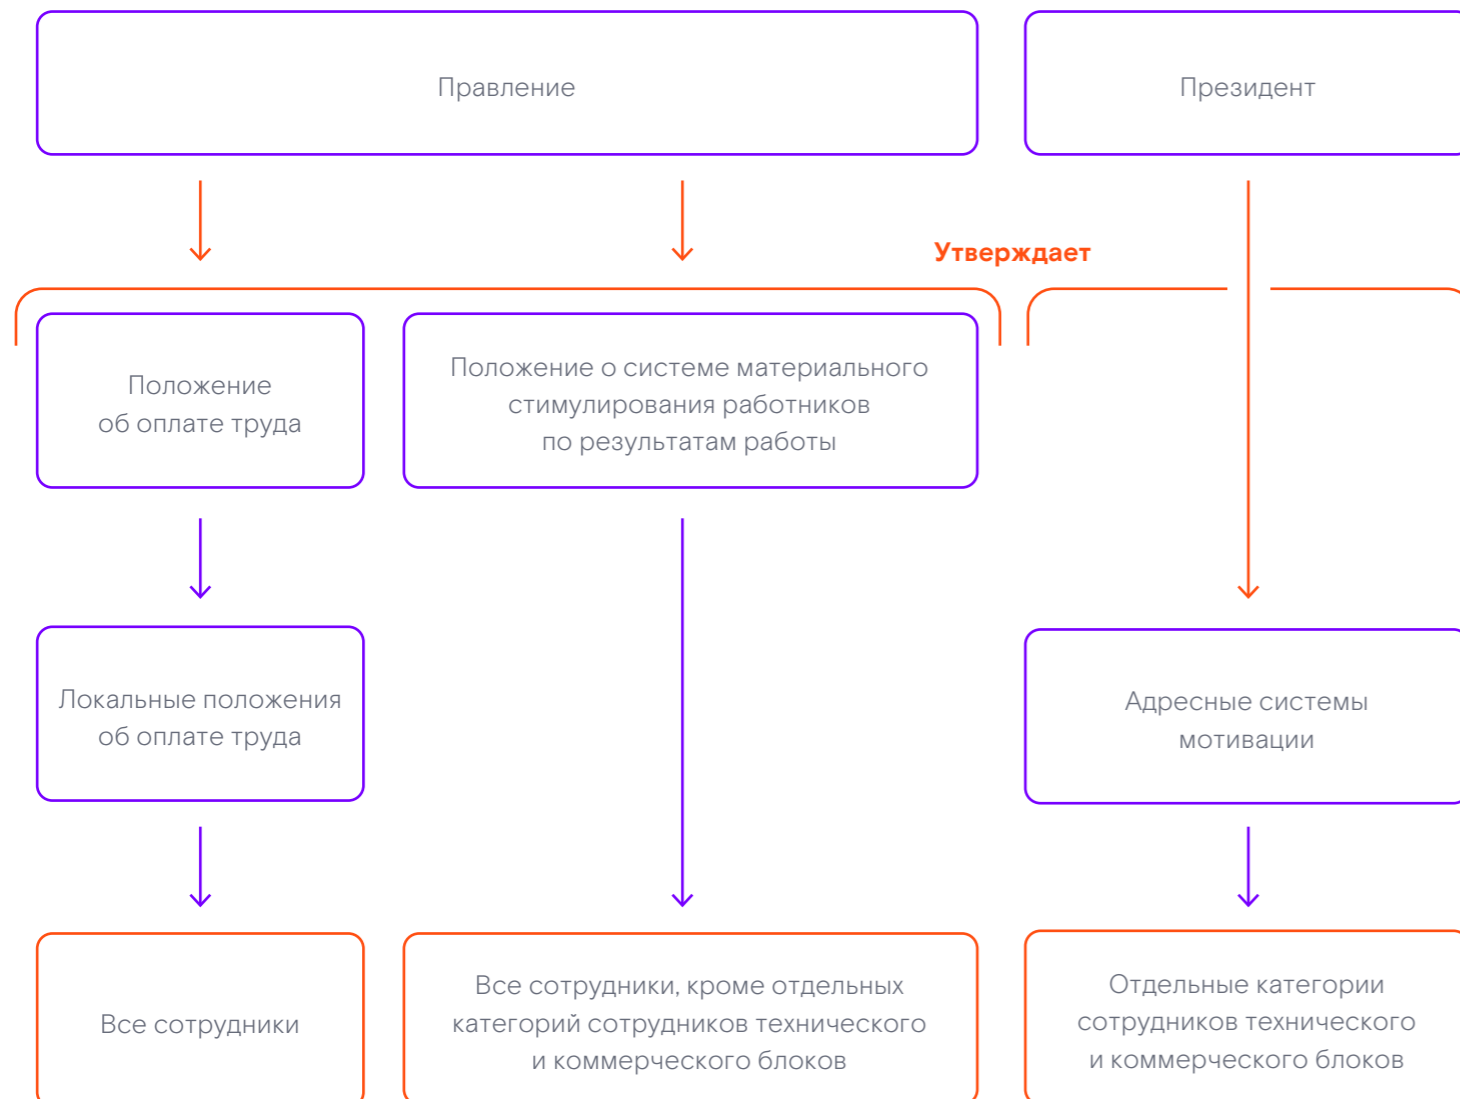 Правление
Президент
Утверждает
Положение
об оплате труда
Положение о системе материального
стимулирования работников
по результатам работы
Локальные положения
об оплате труда
Адресные системы
мотивации
Все сотрудники
Все сотрудники, кроме отдельных
категорий сотрудников технического
и коммерческого блоков
Отдельные категории
сотрудников технического
и коммерческого блоков